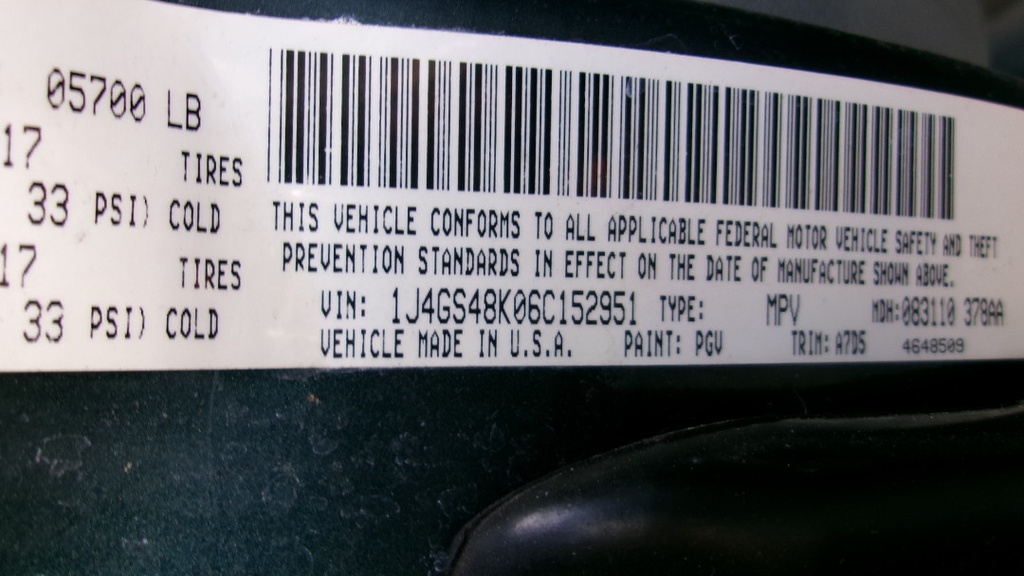 05700 LB
17 TIRES
33 PSI) COLD
17 TIRES
33 PSI) COLD
THIS VEHICLE CONFORMS TO ALL APPLICABLE FEDERAL MOTOR VEHICLE SAFETY AND THEFT
PREVENTION STANDARDS IN EFFECT ON THE DATE OF MANUFACTURE SHOWN ABOVE.
VIN: 1J4GS48K06C152951 TYPE: MPV MDH:083110 378AA
VEHICLE MADE IN U.S.A. PAINT: PGV TRIM: A7D5 4648509